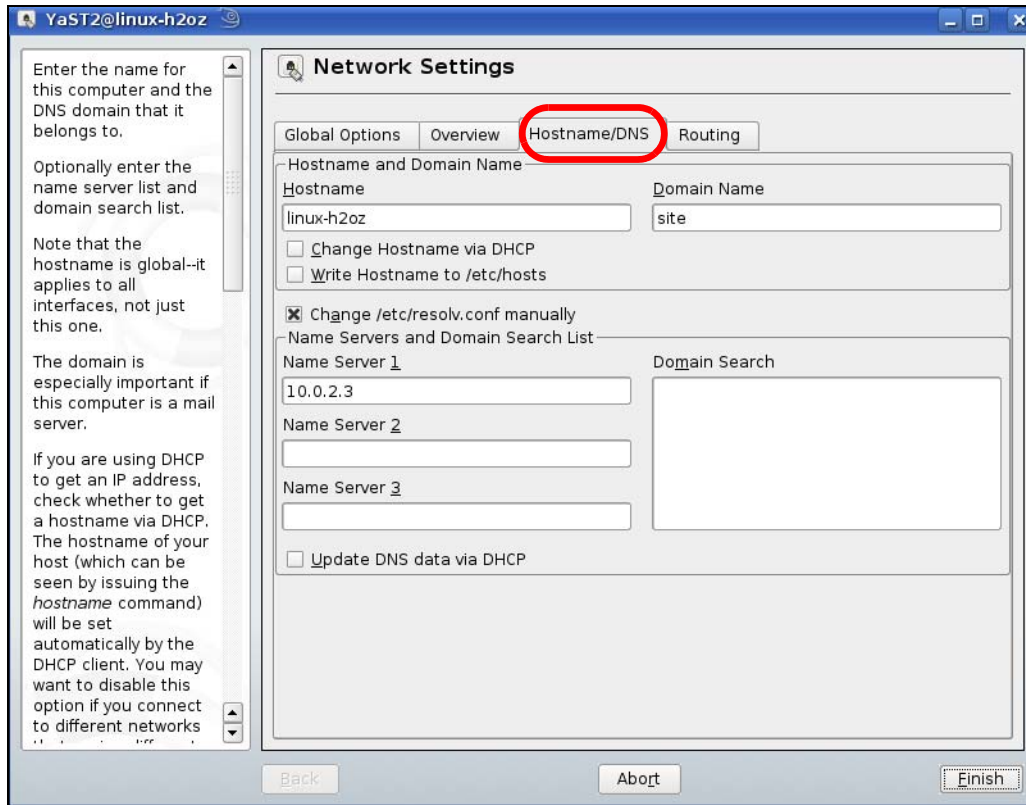 YaST2@linux-h2oz
Enter the name for
this computer and the
DNS domain that it
belongs to.
Optionally enter the
name server list and
domain search list.
Note that the
hostname is global--it
applies to all
interfaces, not just
this one.
The domain is
especially important if
this computer is a mail
server.
If you are using DHCP
to get an IP address,
check whether to get
a hostname via DHCP.
The hostname of your
host (which can be
seen by issuing the
hostname command)
will be set
automatically by the
DHCP client. You may
want to disable this
option if you connect
to different networks
Network Settings
Global Options Overview Hostname/DNS Routing
Hostname and Domain Name
Hostname Domain Name
linux-h2oz site
Change Hostname via DHCP
Write Hostname to /etc/hosts
Change /etc/resolv.conf manually
Name Servers and Domain Search List
Name Server 1 Domain Search
10.0.2.3
Name Server 2
Name Server 3
Update DNS data via DHCP
Back Abort Finish